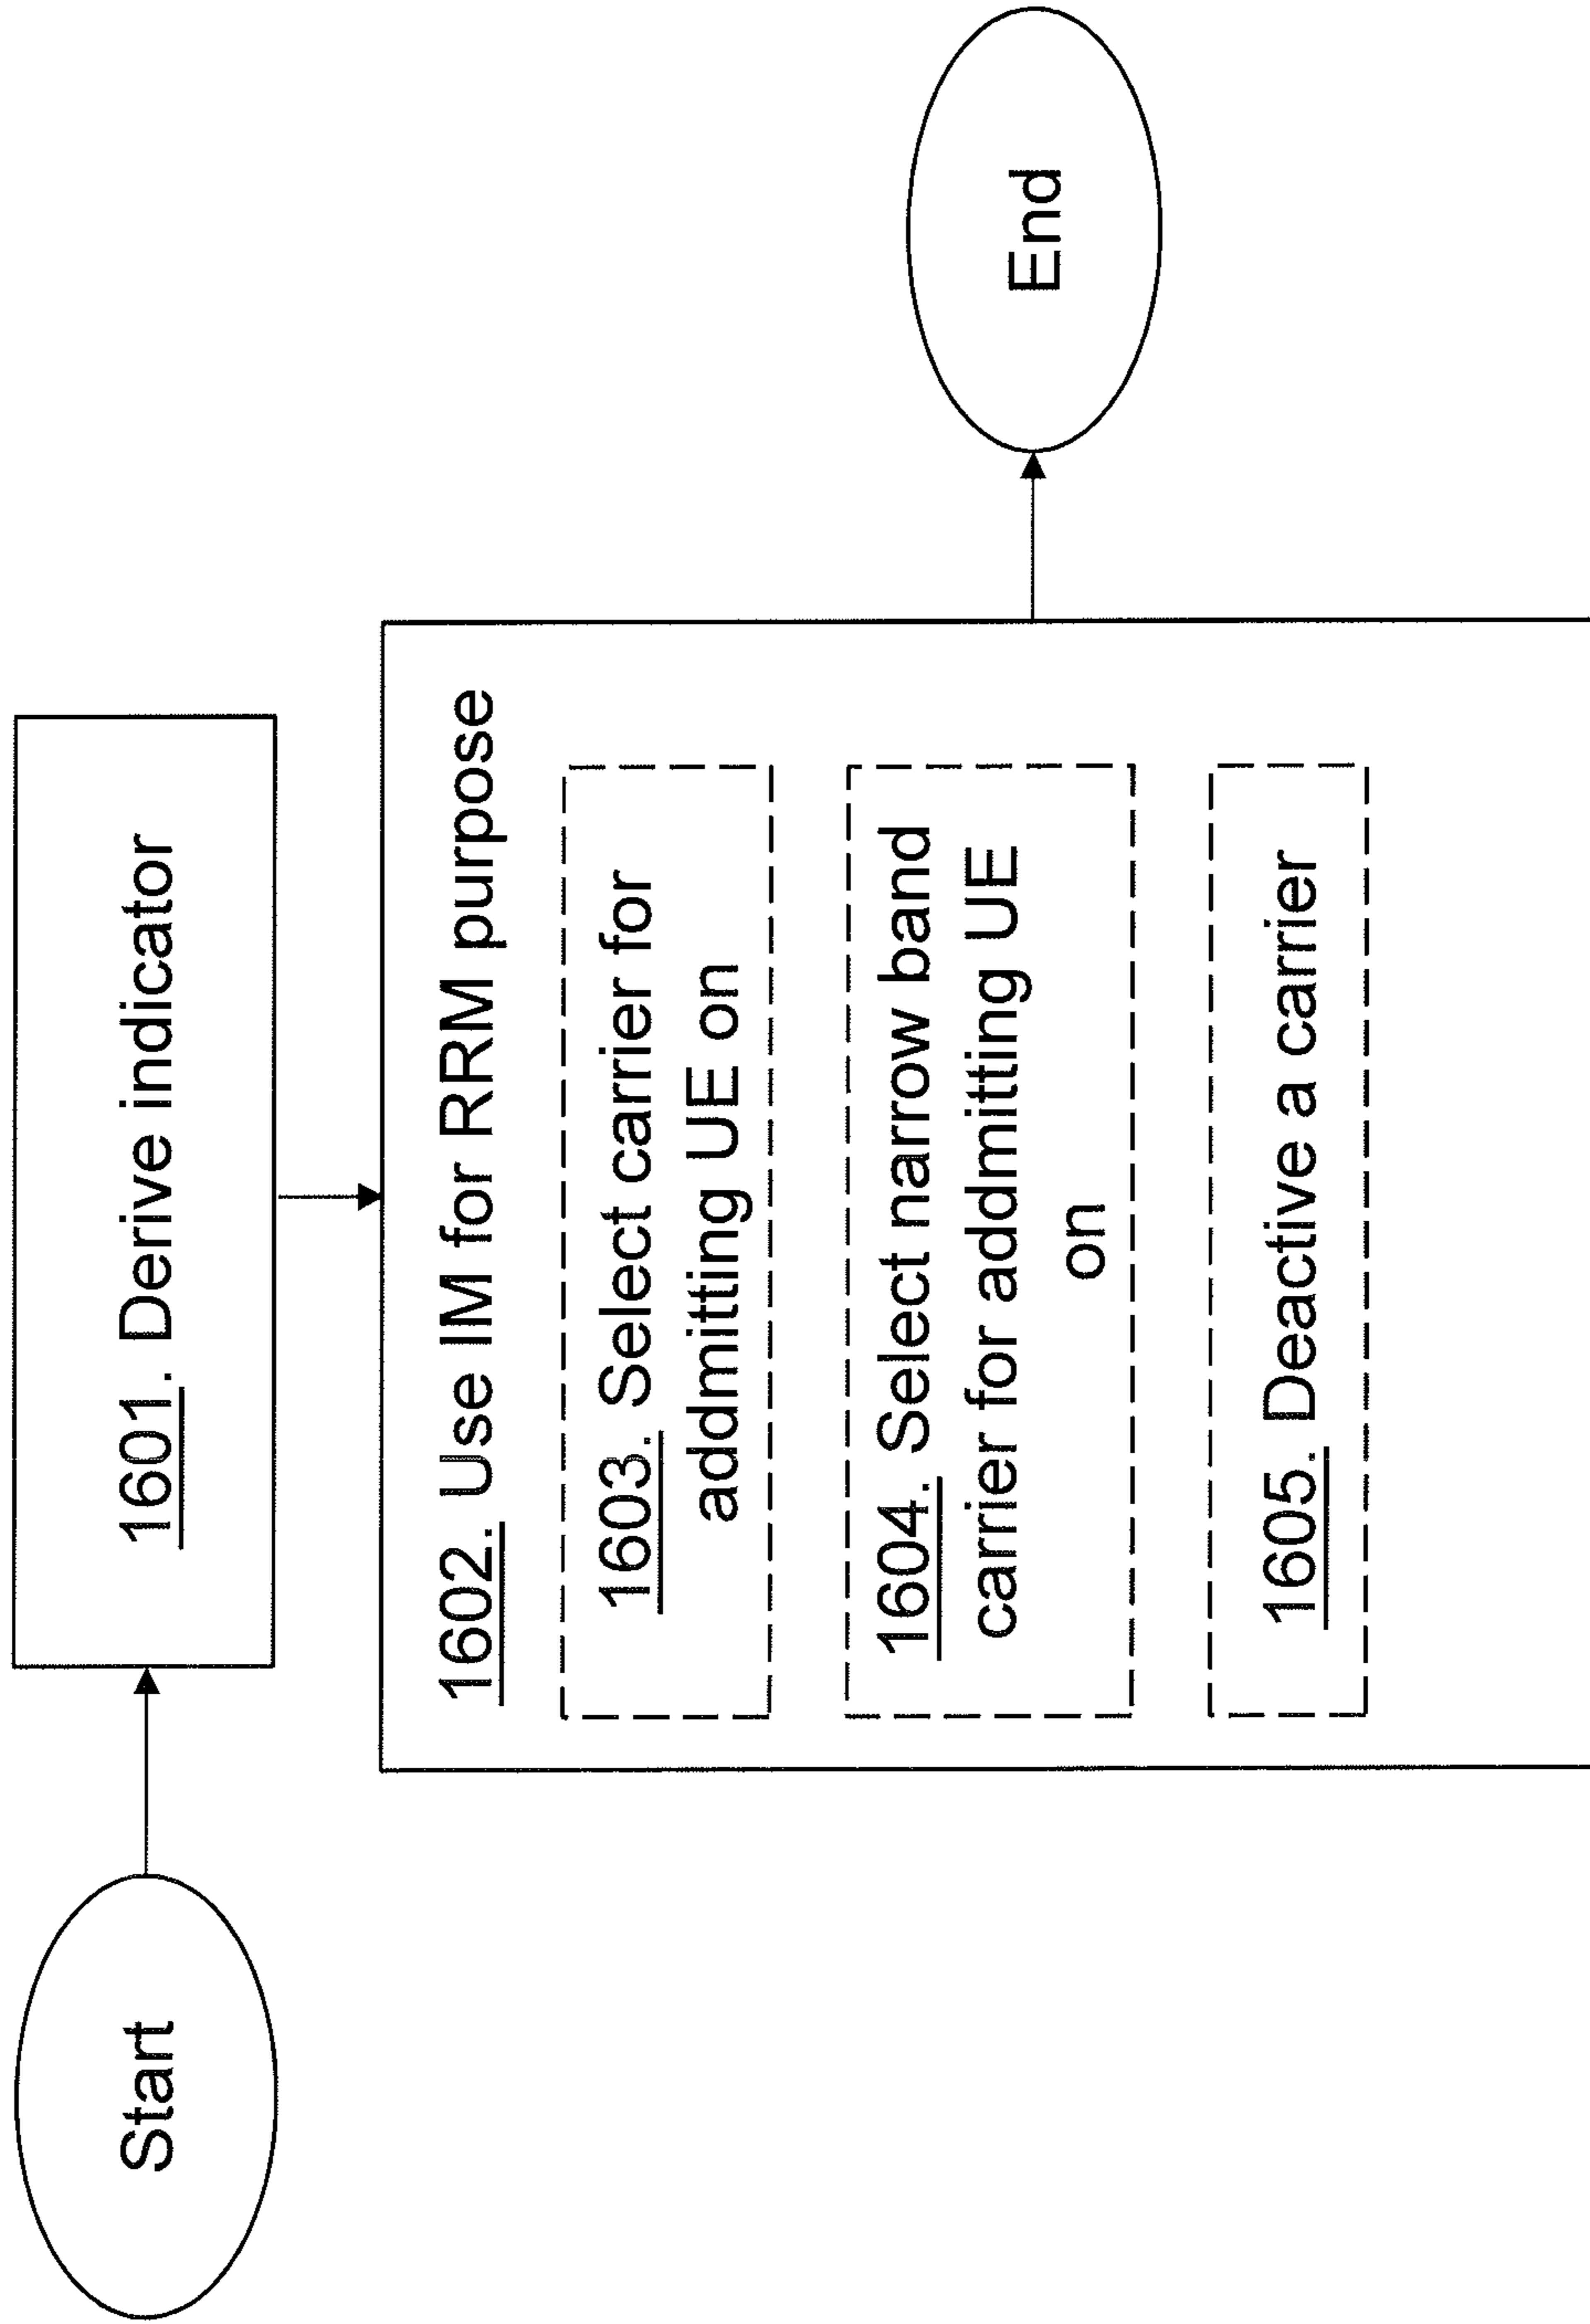 Start
1601. Derive indicator
1602. Use IM for RRM purpose
1603. Select carrier for
addmitting UE on
1604. Select narrow band
carrier for addmitting UE
on
1605. Deactive a carrier
End